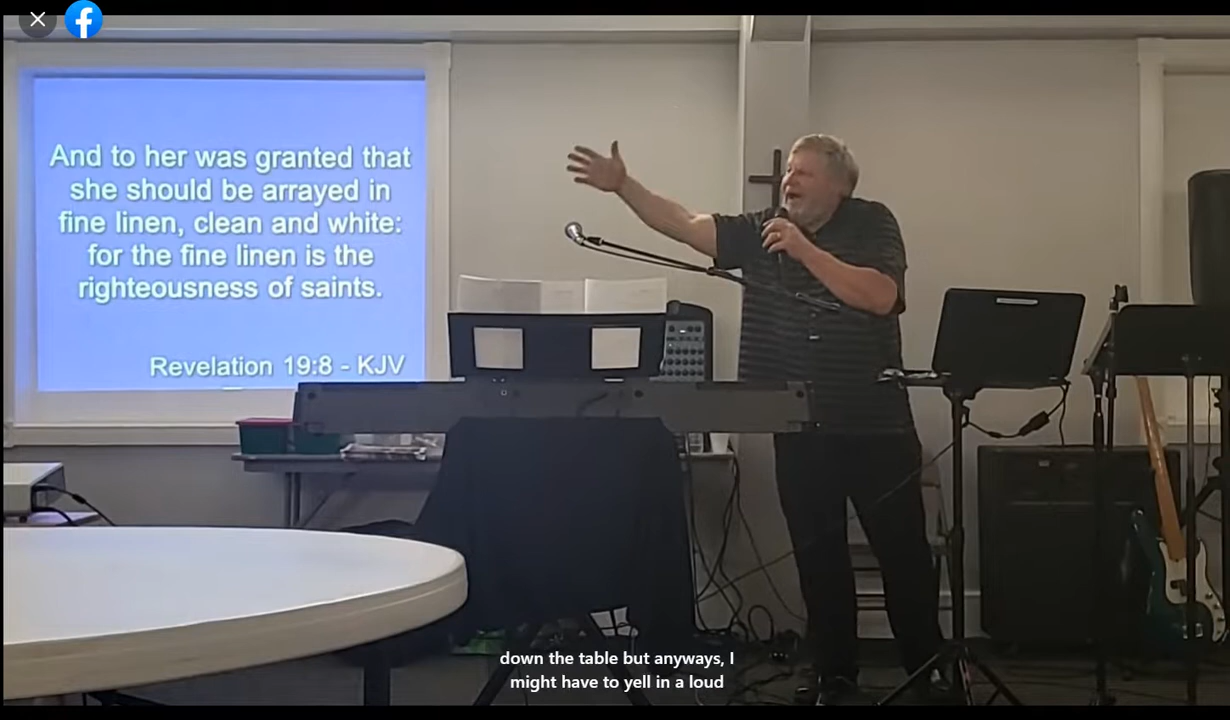 And to her was granted that
she should be arrayed in
fine linen, clean and white:
for the fine linen is the
righteousness of saints.
Revelation 19:8 - KJV
down the table but anyways, I
might have to yell in a loud